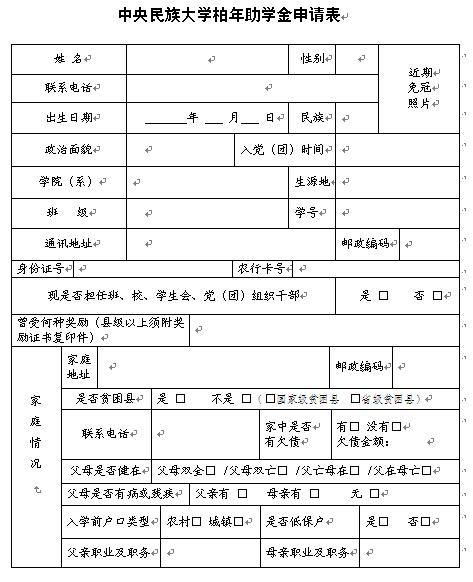 中央民族大学柏年助学金申请表
姓 名 性别 近期免冠照片
联系电话
出生日期 年 月 日 民族
政治面貌 入党（团）时间
学院（系） 生源地
班 级 学号
通讯地址 邮政编码
身份证号 农行卡号
现是否担任班、校、学生会、党（团）组织干部 是 □ 否 □
曾受何种奖励（县级以上须附奖
励证书复印件）
家庭情况
家庭
地址 邮政编码
是否贫困县 是 □ 不是 □（□国家级贫困县 □省级贫困县）
联系电话 家中是否
有欠债 有□ 没有□
欠债金额：
父母是否健在 父母双全□ /父母双亡□ /父亡母在□ /父在母亡□
父母是否有病或残疾 父亲有 □ 母亲有 □ 无 □
入学前户口类型 农村□ 城镇□ 是否低保户 是□ 否□
父亲职业及职务 母亲职业及职务